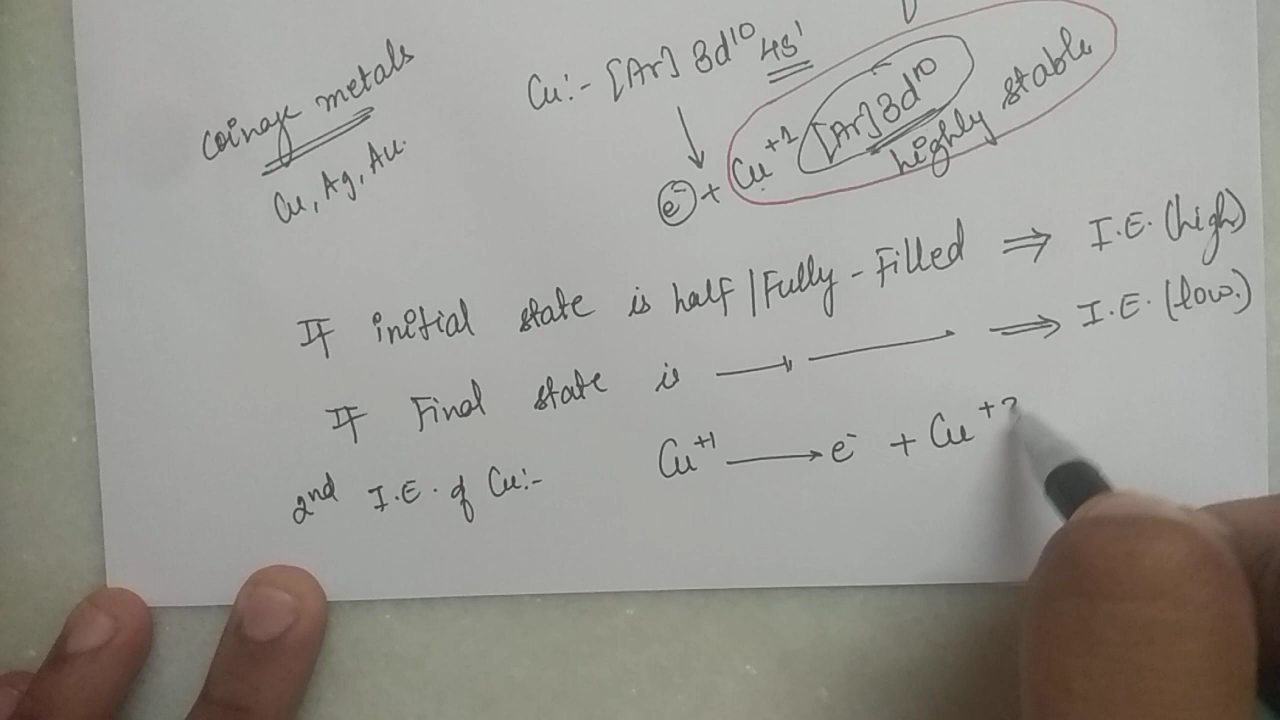 coinage metals
Cu, Ag, Au.
Cu:- [Ar] 3d¹⁰ 4s¹
e⁻ + Cu⁺¹ [Ar] 3d¹⁰
highly stable
If initial state is half/Fully-Filled ⇒ I.E. (high)
If Final state is —„— ⇒ I.E. (low.)
2nd I.E. of Cu:- Cu⁺¹ ⟶ e⁻ + Cu⁺²